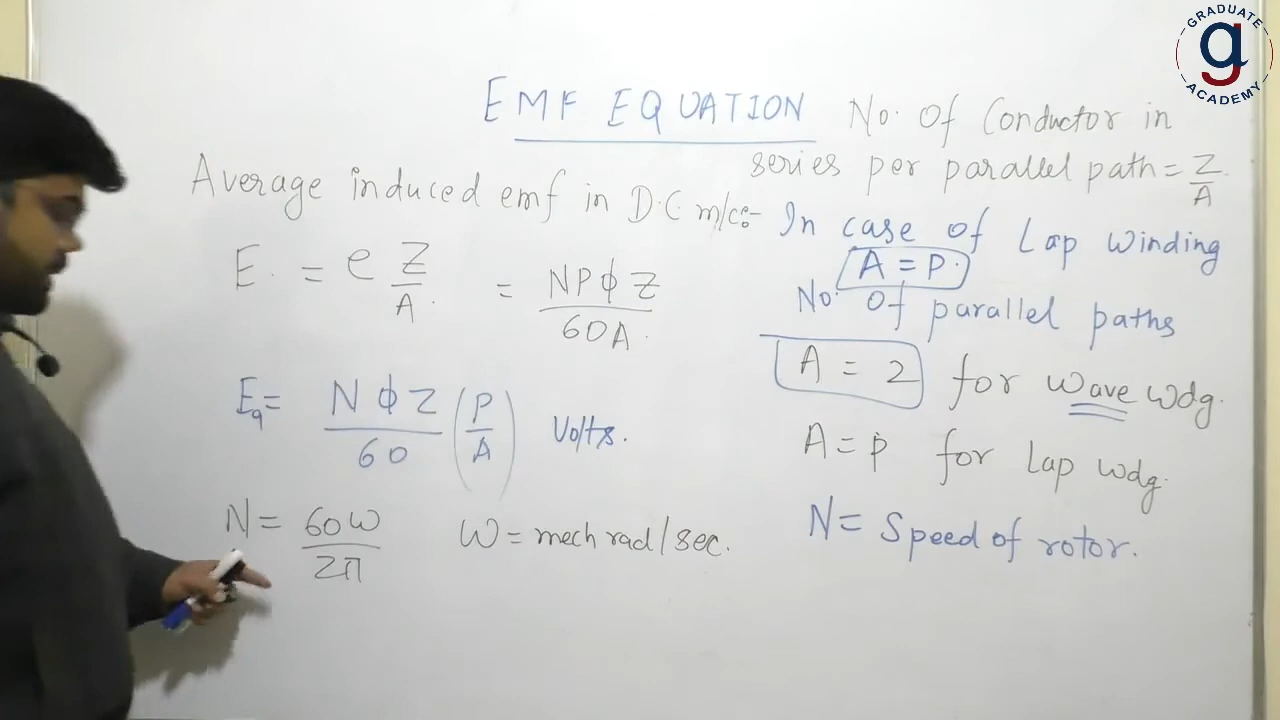 GRADUATE
g
ACADEMY
EMF EQUATION
No. Of Conductor in
series per parallel path = Z/A
Average induced emf in D.C m/c:-
In case of Lap Winding
A = P.
E. = e Z/A. = NPΦZ/60A.
No. Of parallel paths
A = 2 for wave wdg.
Eg = NΦZ/60 (P/A) Volts.
A = P for Lap wdg.
N = 60ω/2π ω = mech rad/sec.
N = Speed of rotor.